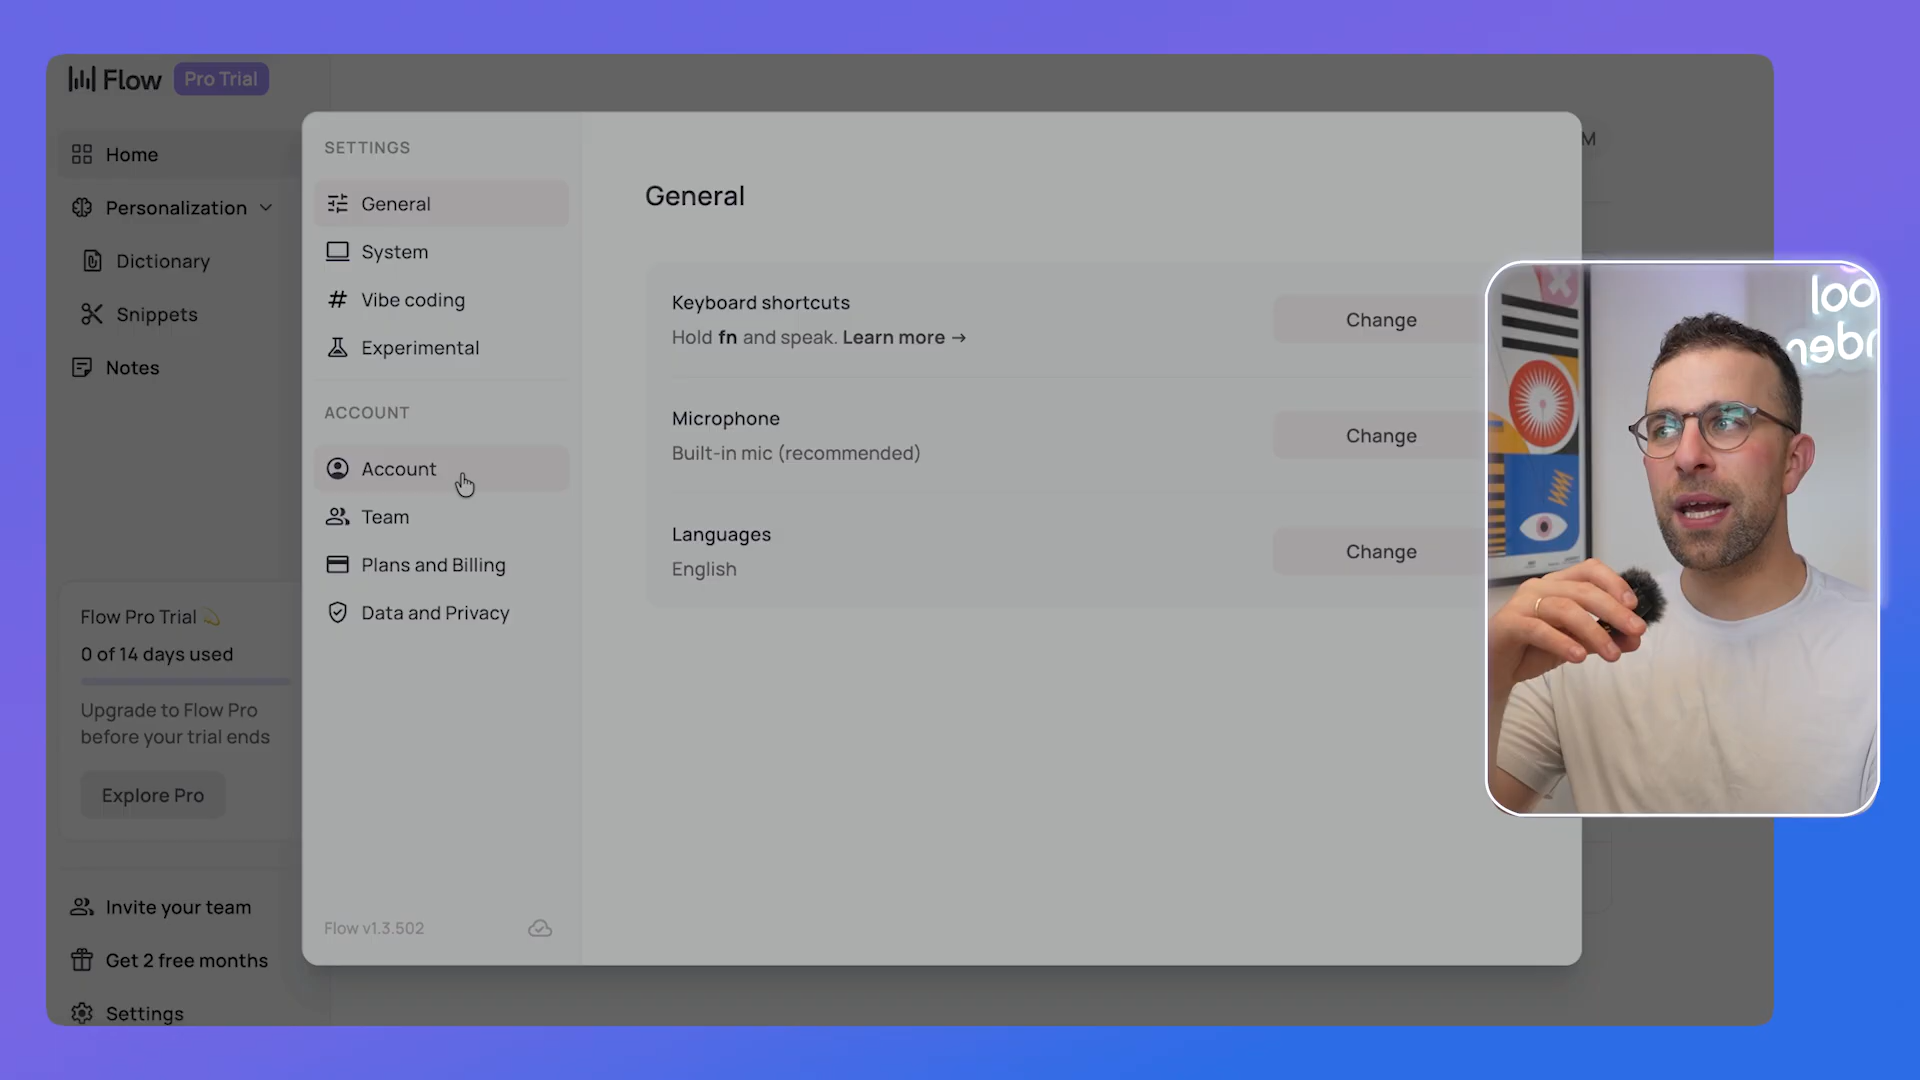 Flow Pro Trial
Home
Personalization
Dictionary
Snippets
Notes
Flow Pro Trial 💫
0 of 14 days used
Upgrade to Flow Pro
before your trial ends
Explore Pro
Invite your team
Get 2 free months
Settings
SETTINGS
General
System
Vibe coding
Experimental
ACCOUNT
Account
Team
Plans and Billing
Data and Privacy
Flow v1.3.502
General
Keyboard shortcuts
Hold fn and speak. Learn more →
Change
Microphone
Built-in mic (recommended)
Change
Languages
English
Change
M